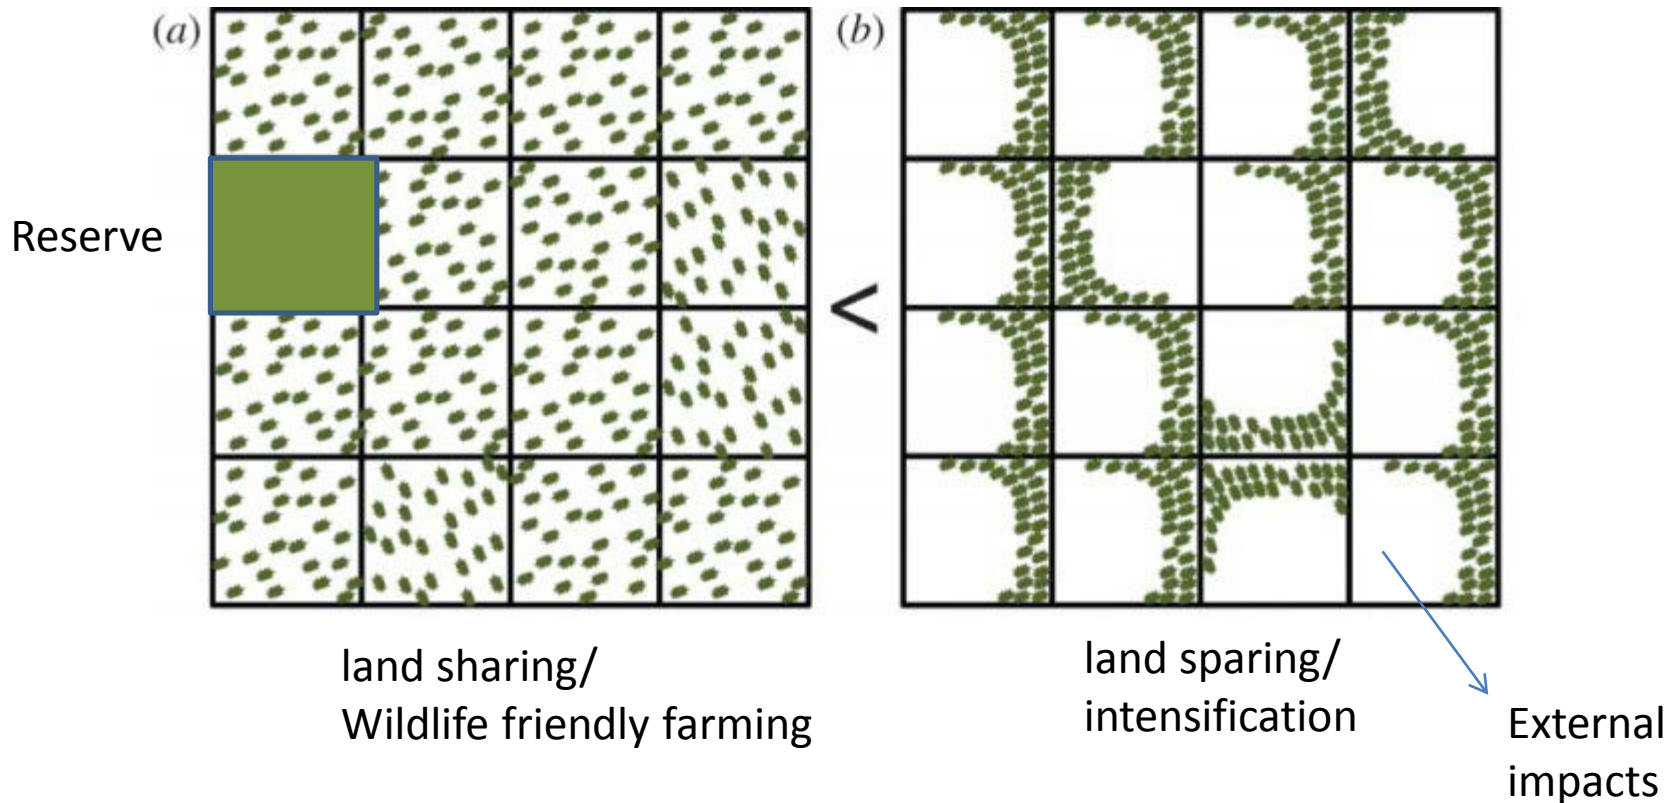 (a)
(b)
Reserve
<
land sharing/
Wildlife friendly farming
land sparing/
intensification
External
impacts